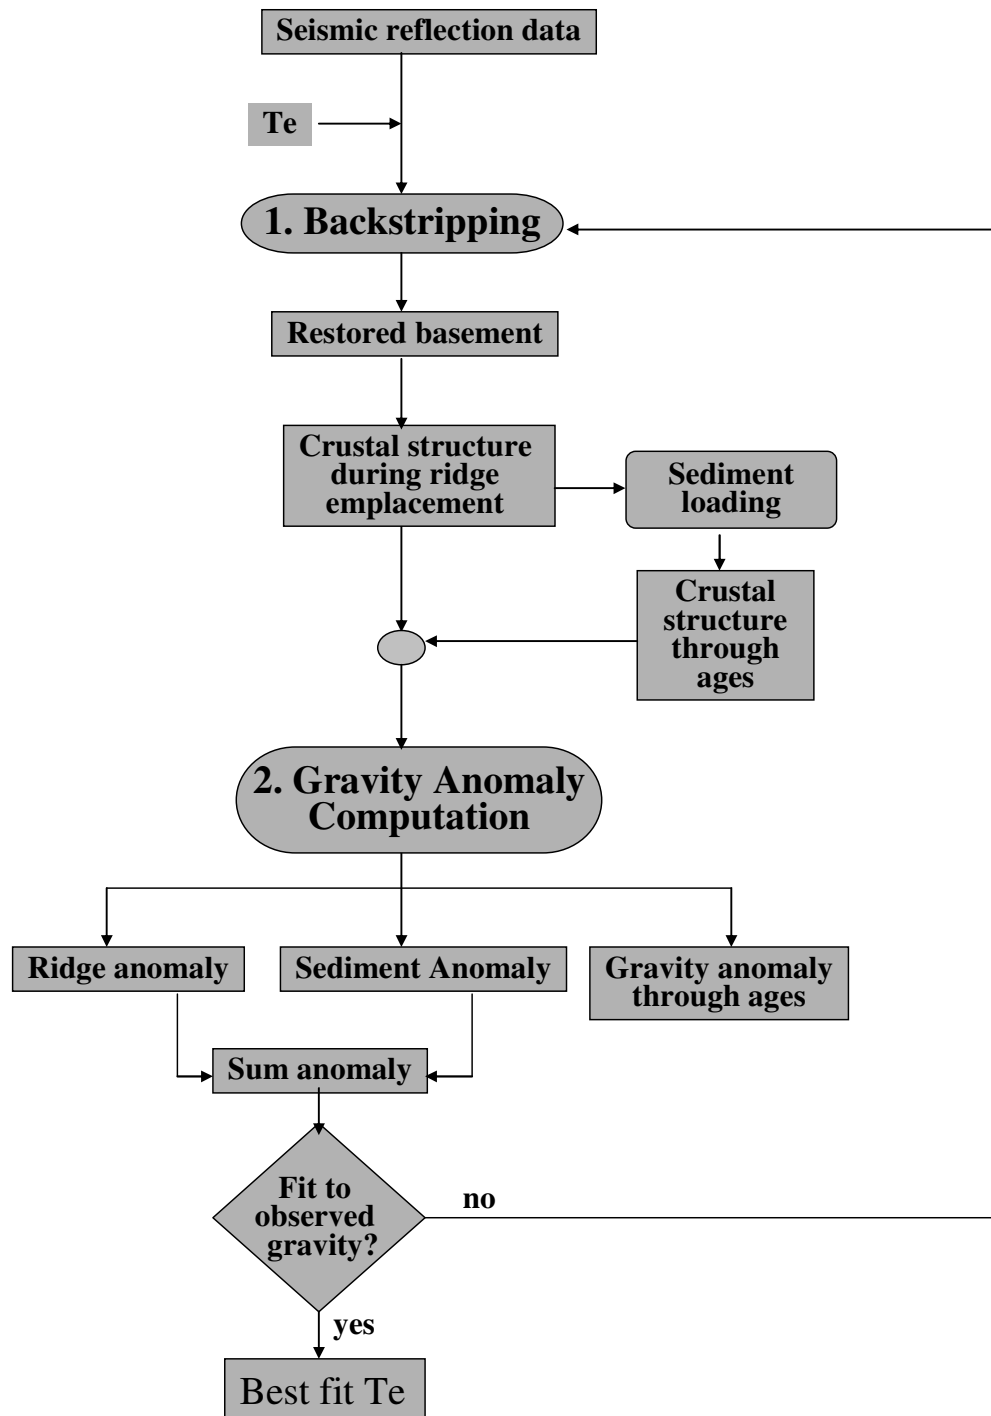 Seismic reflection data
Te
1. Backstripping
Restored basement
Crustal structure
during ridge
emplacement
Sediment
loading
Crustal
structure
through
ages
2. Gravity Anomaly
Computation
Ridge anomaly
Sediment Anomaly
Gravity anomaly
through ages
Sum anomaly
Fit to
observed
gravity?
no
yes
Best fit Te